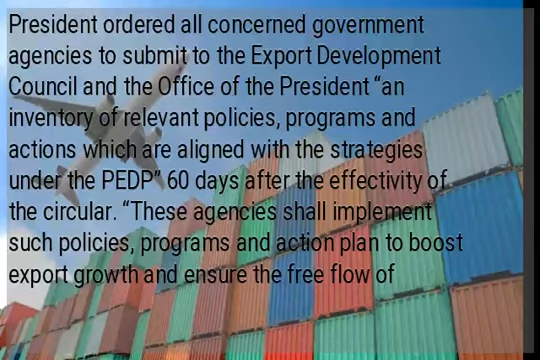 President ordered all concerned government
agencies to submit to the Export Development
Council and the Office of the President “an
inventory of relevant policies, programs and
actions which are aligned with the strategies
under the PEDP” 60 days after the effectivity of
the circular. “These agencies shall implement
such policies, programs and action plan to boost
export growth and ensure the free flow of